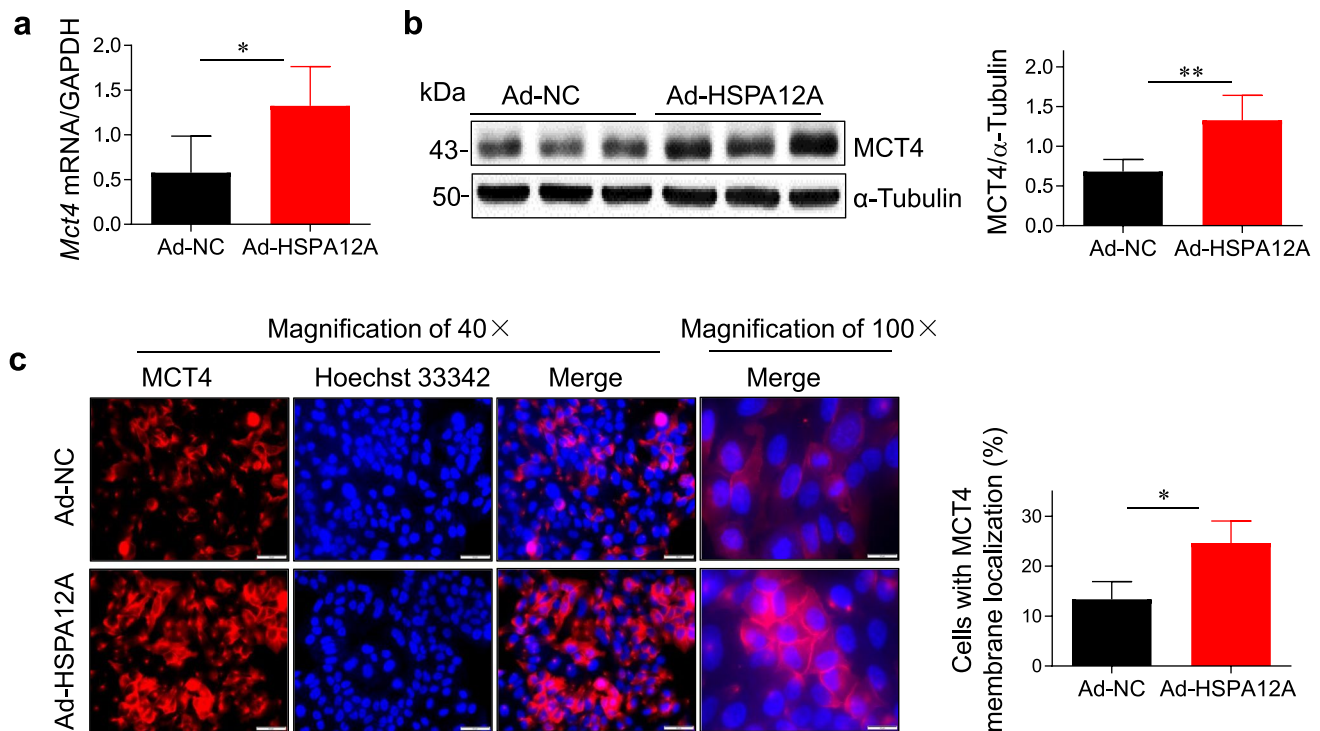 a
Mct4 mRNA/GAPDH
2.0
1.5
1.0
0.5
0.0
*
Ad-NC
Ad-HSPA12A
b
kDa
Ad-NC
Ad-HSPA12A
43-
MCT4
50-
α-Tubulin
MCT4/α-Tubulin
2.0
1.5
1.0
0.5
0.0
**
Ad-NC
Ad-HSPA12A
c
Magnification of 40×
Magnification of 100×
MCT4
Hoechst 33342
Merge
Merge
Ad-NC
Ad-HSPA12A
Cells with MCT4
membrane localization (%)
30
20
10
0
*
Ad-NC
Ad-HSPA12A